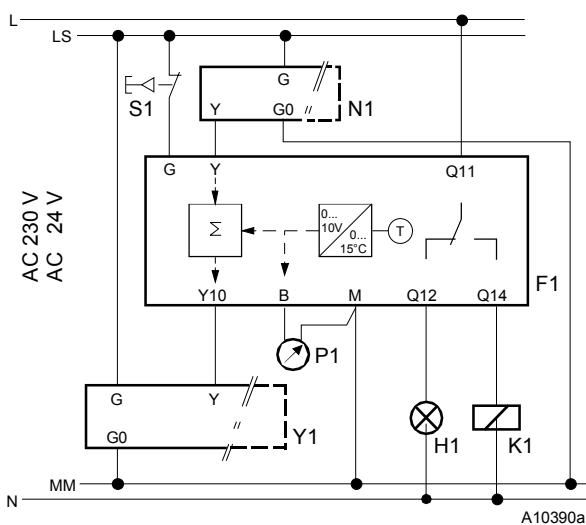 L
LS
G
S1
Y
G0
N1
G
Y
Q11
AC 230 V
AC 24 V
Σ
0...
10V
0...
15°C
T
F1
Y10
B
M
Q12
Q14
P1
G
Y
G0
Y1
H1
K1
MM
N
A10390a